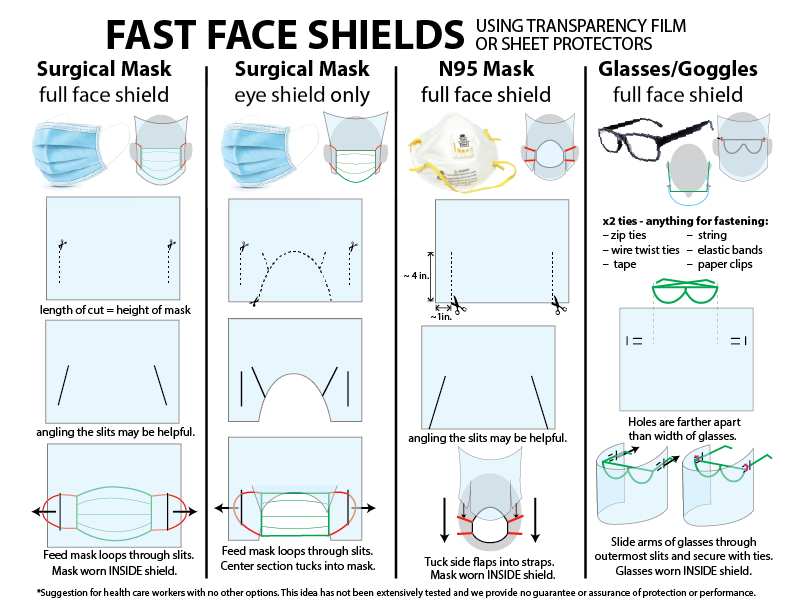 FAST FACE SHIELDS
USING TRANSPARENCY FILM
OR SHEET PROTECTORS
Surgical Mask
full face shield
length of cut = height of mask
angling the slits may be helpful.
Feed mask loops through slits.
Mask worn INSIDE shield.
Surgical Mask
eye shield only
Feed mask loops through slits.
Center section tucks into mask.
N95 Mask
full face shield
~ 4 in.
~1in.
angling the slits may be helpful.
Tuck side flaps into straps.
Mask worn INSIDE shield.
Glasses/Goggles
full face shield
x2 ties - anything for fastening:
– zip ties – string
– wire twist ties – elastic bands
– tape – paper clips
Holes are farther apart
than width of glasses.
Slide arms of glasses through
outermost slits and secure with ties.
Glasses worn INSIDE shield.
*Suggestion for health care workers with no other options. This idea has not been extensively tested and we provide no guarantee or assurance of protection or performance.